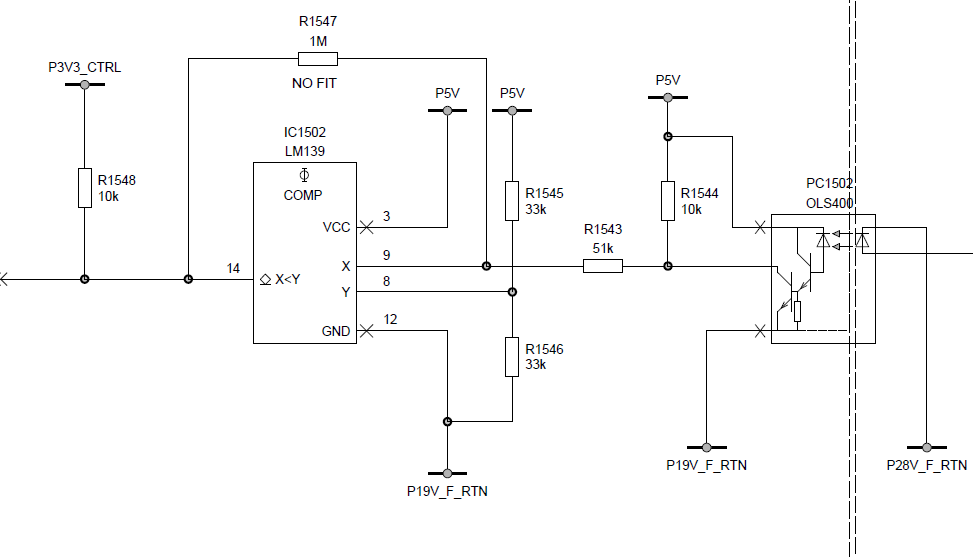 R1547
1M
NO FIT
P3V3_CTRL
P5V
P5V
P5V
IC1502
LM139
COMP
R1548
10k
R1545
33k
R1544
10k
PC1502
OLS400
VCC
3
R1543
51k
X
9
14
X<Y
Y
8
GND
12
R1546
33k
P19V_F_RTN
P28V_F_RTN
P19V_F_RTN